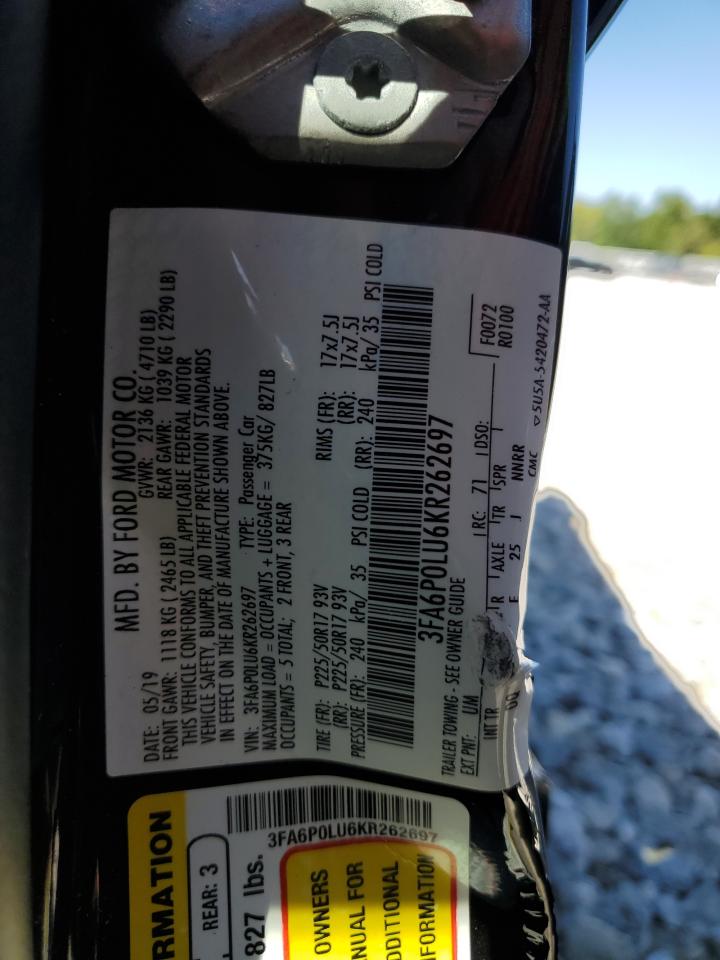 MFD. BY FORD MOTOR CO.
DATE: 05/19 GVWR: 2136 KG ( 4710 LB)
FRONT GAWR: 1118 KG ( 2465 LB) REAR GAWR: 1039 KG ( 2290 LB)
THIS VEHICLE CONFORMS TO ALL APPLICABLE FEDERAL MOTOR
VEHICLE SAFETY, BUMPER, AND THEFT PREVENTION STANDARDS
IN EFFECT ON THE DATE OF MANUFACTURE SHOWN ABOVE.
VIN: 3FA6P0LU6KR262697 TYPE: Passenger Car
MAXIMUM LOAD = OCCUPANTS + LUGGAGE = 375KG/ 827LB
OCCUPANTS = 5 TOTAL; 2 FRONT, 3 REAR
TIRE (FR): P225/50R17 93V RIMS (FR): 17x7.5J
(RR): P225/50R17 93V (RR): 17x7.5J
PRESSURE (FR): 240 kPa/ 35 PSI COLD (RR): 240 kPa/ 35 PSI COLD
3FA6P0LU6KR262697
TRAILER TOWING - SEE OWNER GUIDE
EXT PNT: UM RC: 71 DSO: F0072
R0100
INT TR R AXLE TR SPR
25 J NNRR
CMC 5U5A-5420472-AA
3FA6P0LU6KR262697
RMATION
REAR: 3
827 lbs.
OWNERS
ANUAL FOR
DDITIONAL
FORMATION